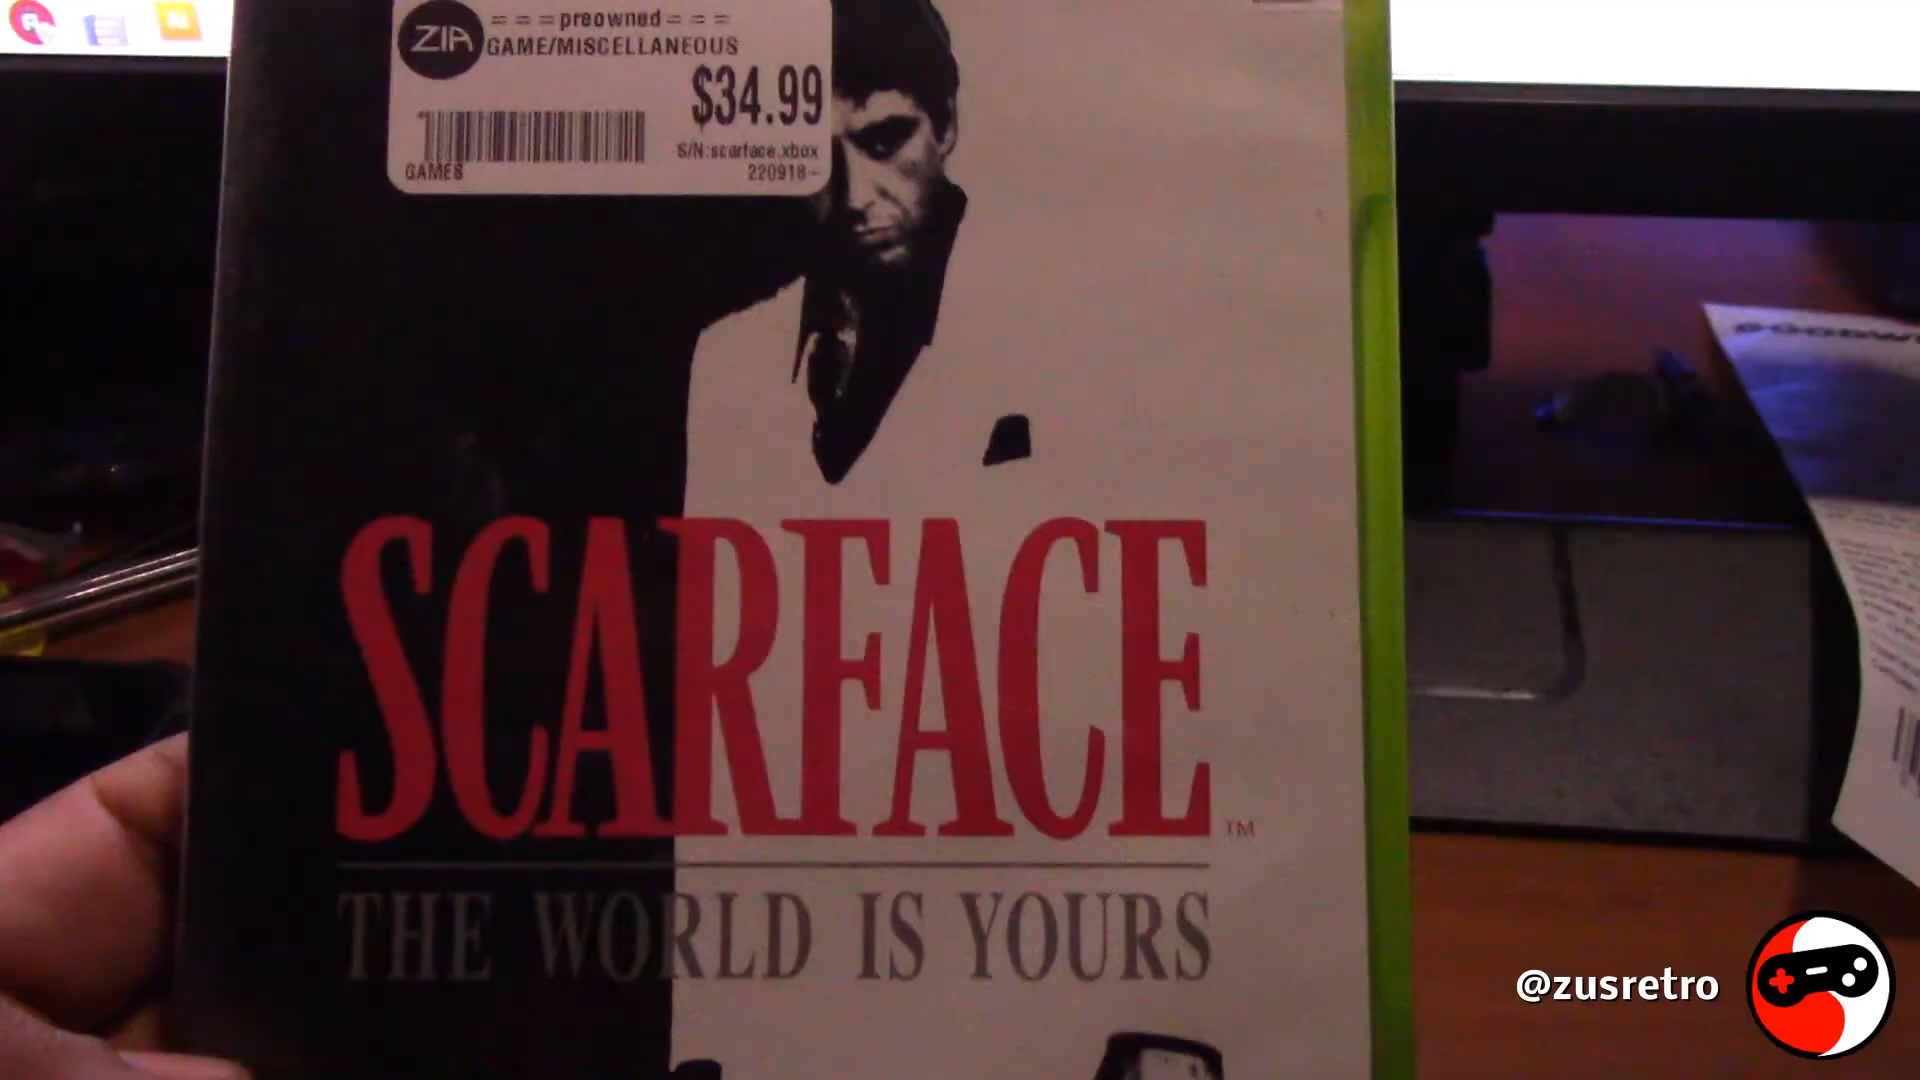 ZIA
= = = preowned = = =
GAME/MISCELLANEOUS
$34.99
S/N:scarface.xbox
GAMES
220918-
SCARFACE
TM
THE WORLD IS YOURS
@zusretro